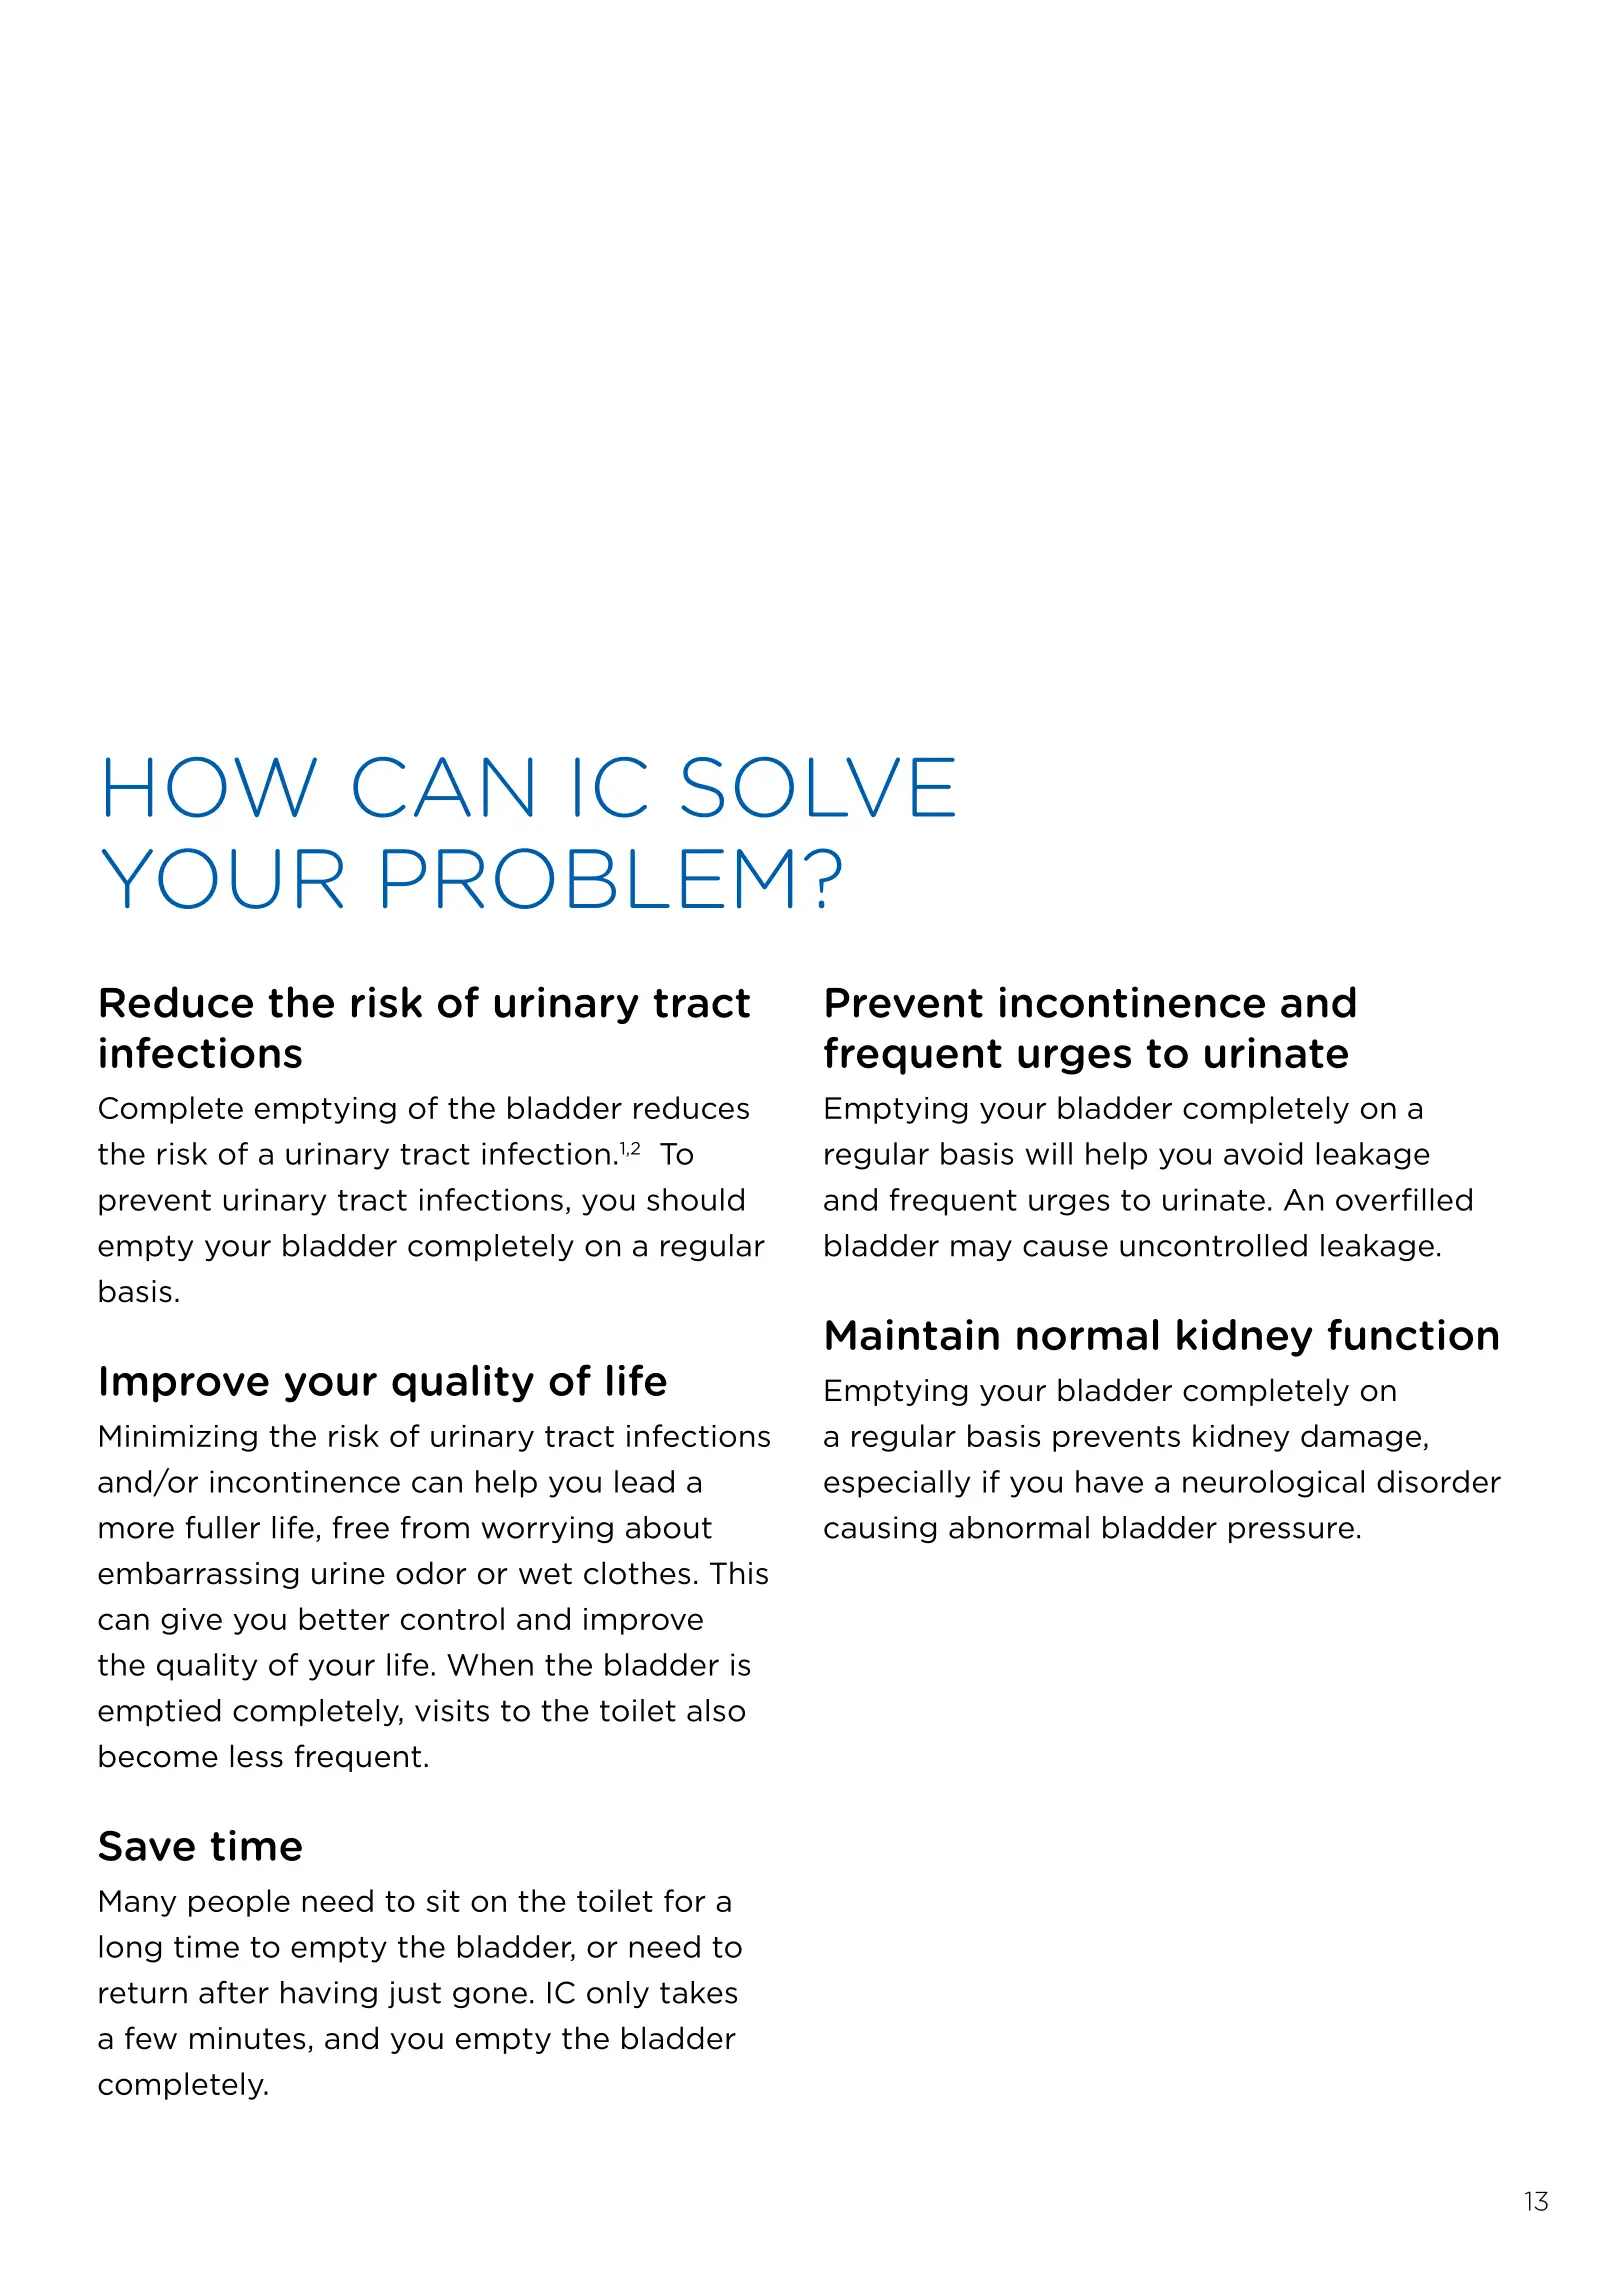 HOW CAN IC SOLVE
YOUR PROBLEM?
Reduce the risk of urinary tract
infections
Complete emptying of the bladder reduces
the risk of a urinary tract infection.1,2 To
prevent urinary tract infections, you should
empty your bladder completely on a regular
basis.
Improve your quality of life
Minimizing the risk of urinary tract infections
and/or incontinence can help you lead a
more fuller life, free from worrying about
embarrassing urine odor or wet clothes. This
can give you better control and improve
the quality of your life. When the bladder is
emptied completely, visits to the toilet also
become less frequent.
Save time
Many people need to sit on the toilet for a
long time to empty the bladder, or need to
return after having just gone. IC only takes
a few minutes, and you empty the bladder
completely.
Prevent incontinence and
frequent urges to urinate
Emptying your bladder completely on a
regular basis will help you avoid leakage
and frequent urges to urinate. An overfilled
bladder may cause uncontrolled leakage.
Maintain normal kidney function
Emptying your bladder completely on
a regular basis prevents kidney damage,
especially if you have a neurological disorder
causing abnormal bladder pressure.
13